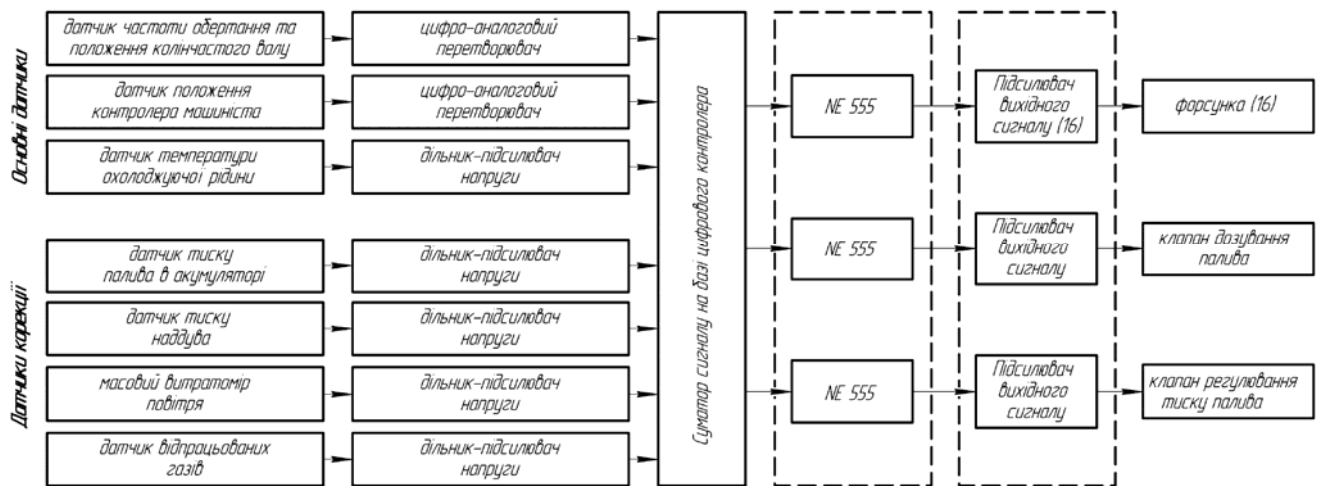 Основні датчики
датчик частоти обертання та
положення колінчастого валу
цифро-аналоговий
перетворювач
датчик положення
контролера машиніста
цифро-аналоговий
перетворювач
датчик температури
охолоджуючої рідини
дільник-підсилювач
напруги
Датчики корекції
датчик тиску
палива в акумуляторі
дільник-підсилювач
напруги
датчик тиску
наддува
дільник-підсилювач
напруги
масовий витратомір
повітря
дільник-підсилювач
напруги
датчик відпрацьованих
газів
дільник-підсилювач
напруги
Суматор сигналу на базі цифрового контролера
NE 555
Підсилювач
вихідного
сигналу (16)
форсунка (16)
NE 555
Підсилювач
вихідного
сигналу
клапан дозування
палива
NE 555
Підсилювач
вихідного
сигналу
клапан регулювання
тиску палива